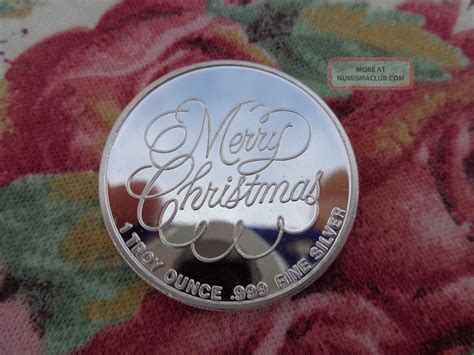 MORE AT
NUMISMACLUB.COM
Merry
Christmas
1 TROY OUNCE .999 FINE SILVER